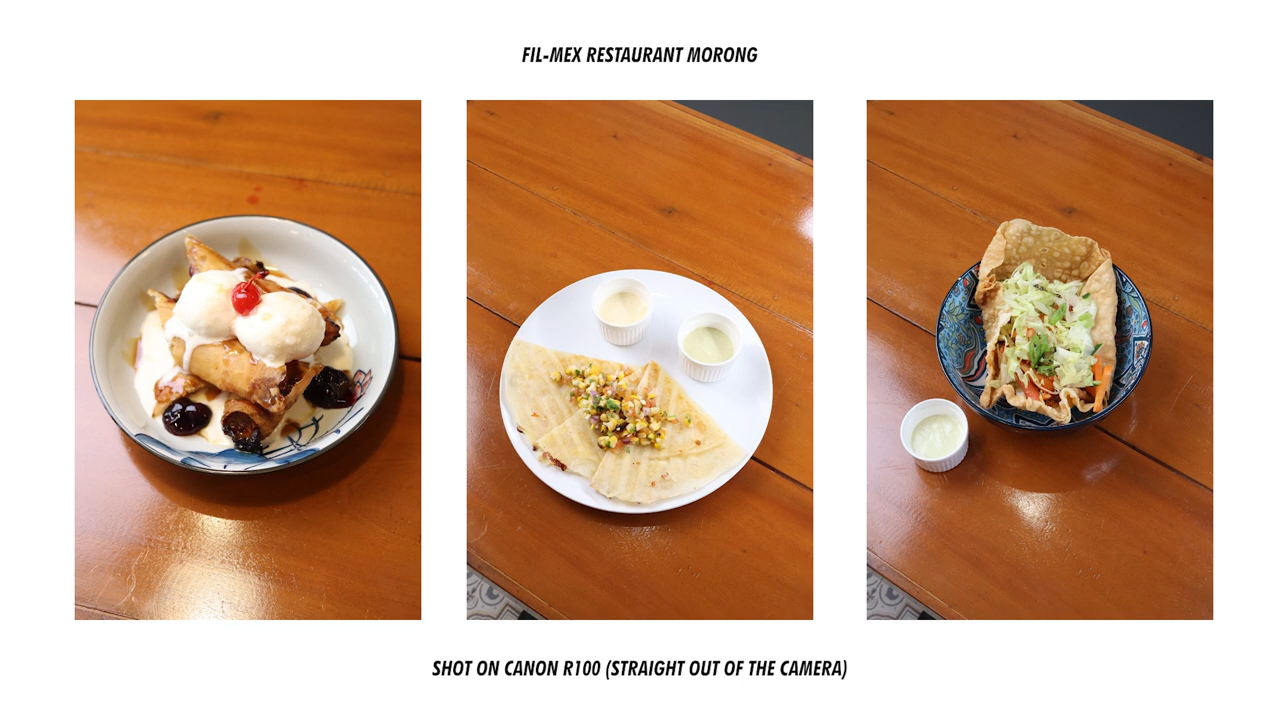 FIL-MEX RESTAURANT MORONG
SHOT ON CANON R100 (STRAIGHT OUT OF THE CAMERA)